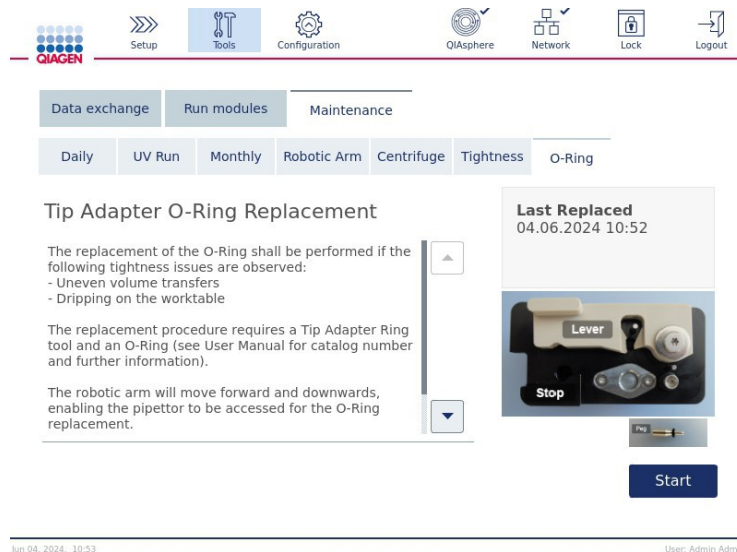 QIAGEN
Setup
Tools
Configuration
QIAsphere
Network
Lock
Logout
Data exchange
Run modules
Maintenance
Daily
UV Run
Monthly
Robotic Arm
Centrifuge
Tightness
O-Ring
Tip Adapter O-Ring Replacement
The replacement of the O-Ring shall be performed if the
following tightness issues are observed:
- Uneven volume transfers
- Dripping on the worktable
The replacement procedure requires a Tip Adapter Ring
tool and an O-Ring (see User Manual for catalog number
and further information).
The robotic arm will move forward and downwards,
enabling the pipettor to be accessed for the O-Ring
replacement.
Last Replaced
04.06.2024 10:52
Lever
Stop
Peg
Start
Jun 04, 2024, 10:53
User: Admin Adm